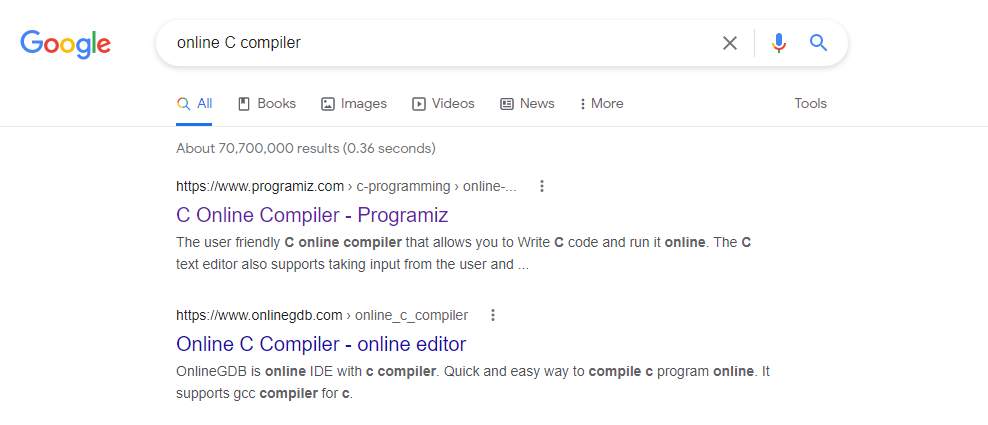 Google
online C compiler
All Books Images Videos News More Tools
About 70,700,000 results (0.36 seconds)
https://www.programiz.com › c-programming › online-...
C Online Compiler - Programiz
The user friendly C online compiler that allows you to Write C code and run it online. The C
text editor also supports taking input from the user and ...
https://www.onlinegdb.com › online_c_compiler
Online C Compiler - online editor
OnlineGDB is online IDE with c compiler. Quick and easy way to compile c program online. It
supports gcc compiler for c.